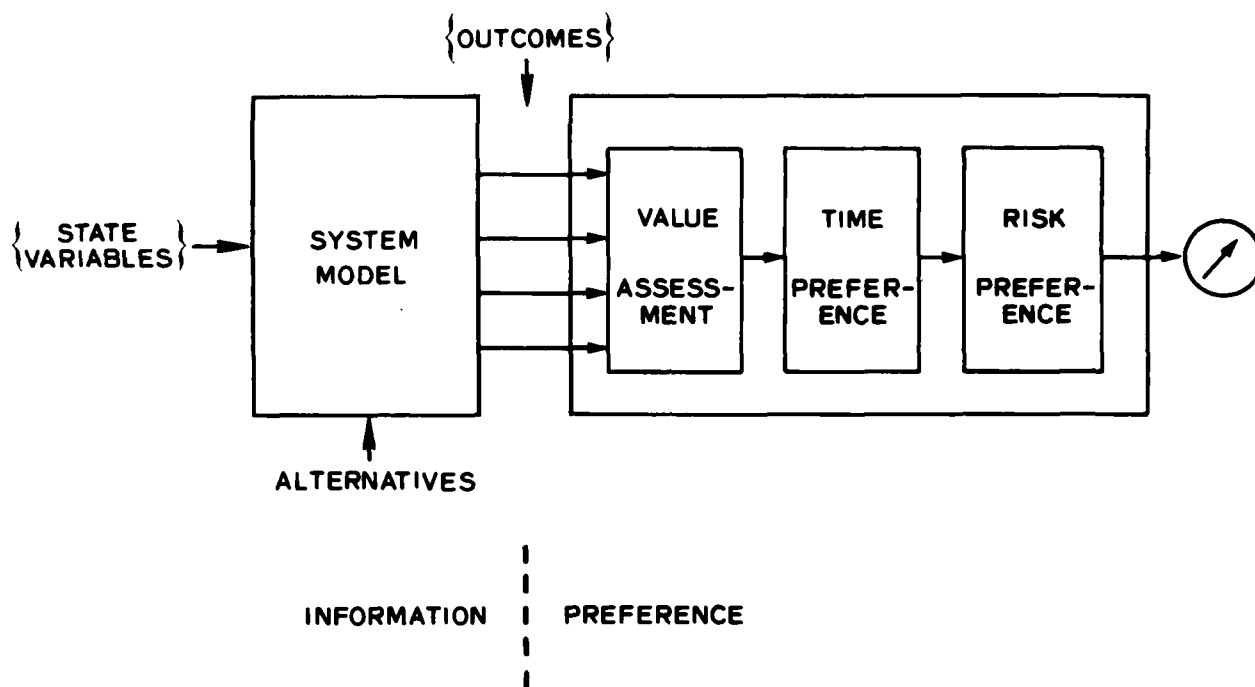 {OUTCOMES}
{STATE
VARIABLES}
SYSTEM
MODEL
VALUE
ASSESS-
MENT
TIME
PREFER-
ENCE
RISK
PREFER-
ENCE
ALTERNATIVES
INFORMATION
PREFERENCE